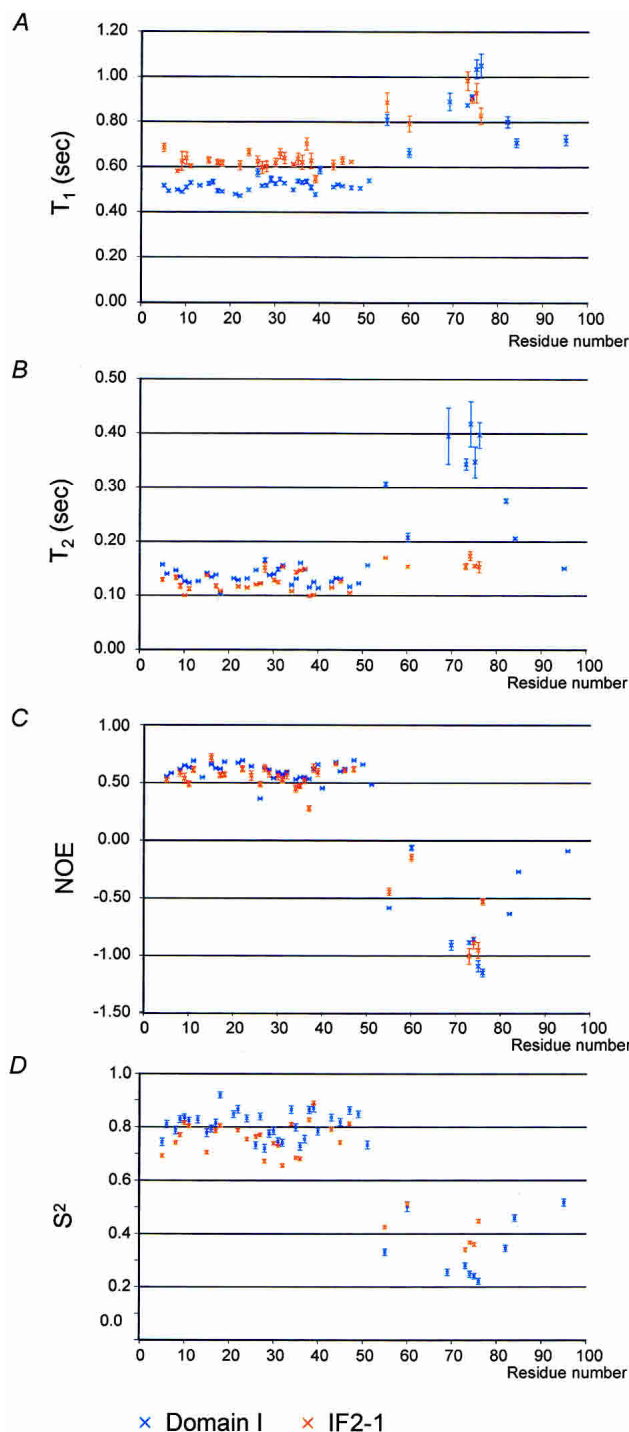 A
1.20
1.00
0.80
0.60
0.40
0.20
0.00
T1 (sec)
0 10 20 30 40 50 60 70 80 90 100
Residue number
B
0.50
0.40
0.30
0.20
0.10
0.00
T2 (sec)
0 10 20 30 40 50 60 70 80 90 100
Residue number
C
1.00
0.50
0.00
-0.50
-1.00
-1.50
NOE
0 10 20 30 40 50 60 70 80 90 100
Residue number
D
1.0
0.8
0.6
0.4
0.2
0.0
S2
0 10 20 30 40 50 60 70 80 90 100
Residue number
× Domain I × IF2-1